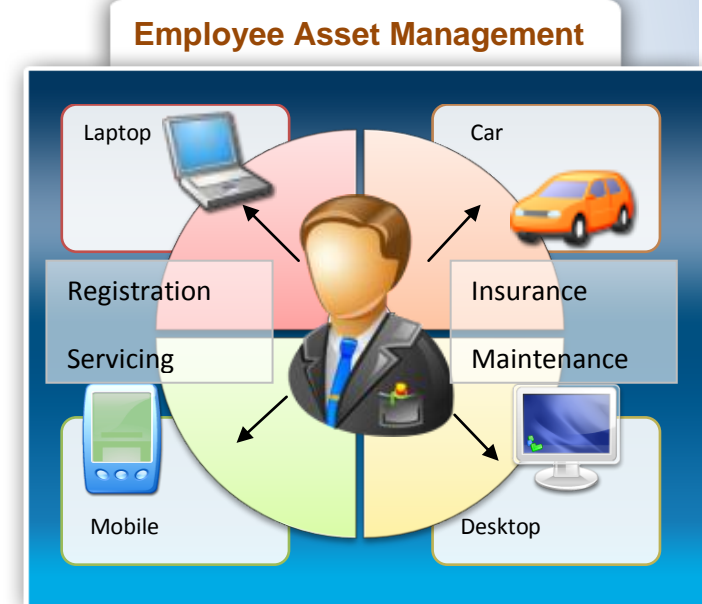 Employee Asset Management
Laptop
Car
Registration
Insurance
Servicing
Maintenance
Mobile
Desktop